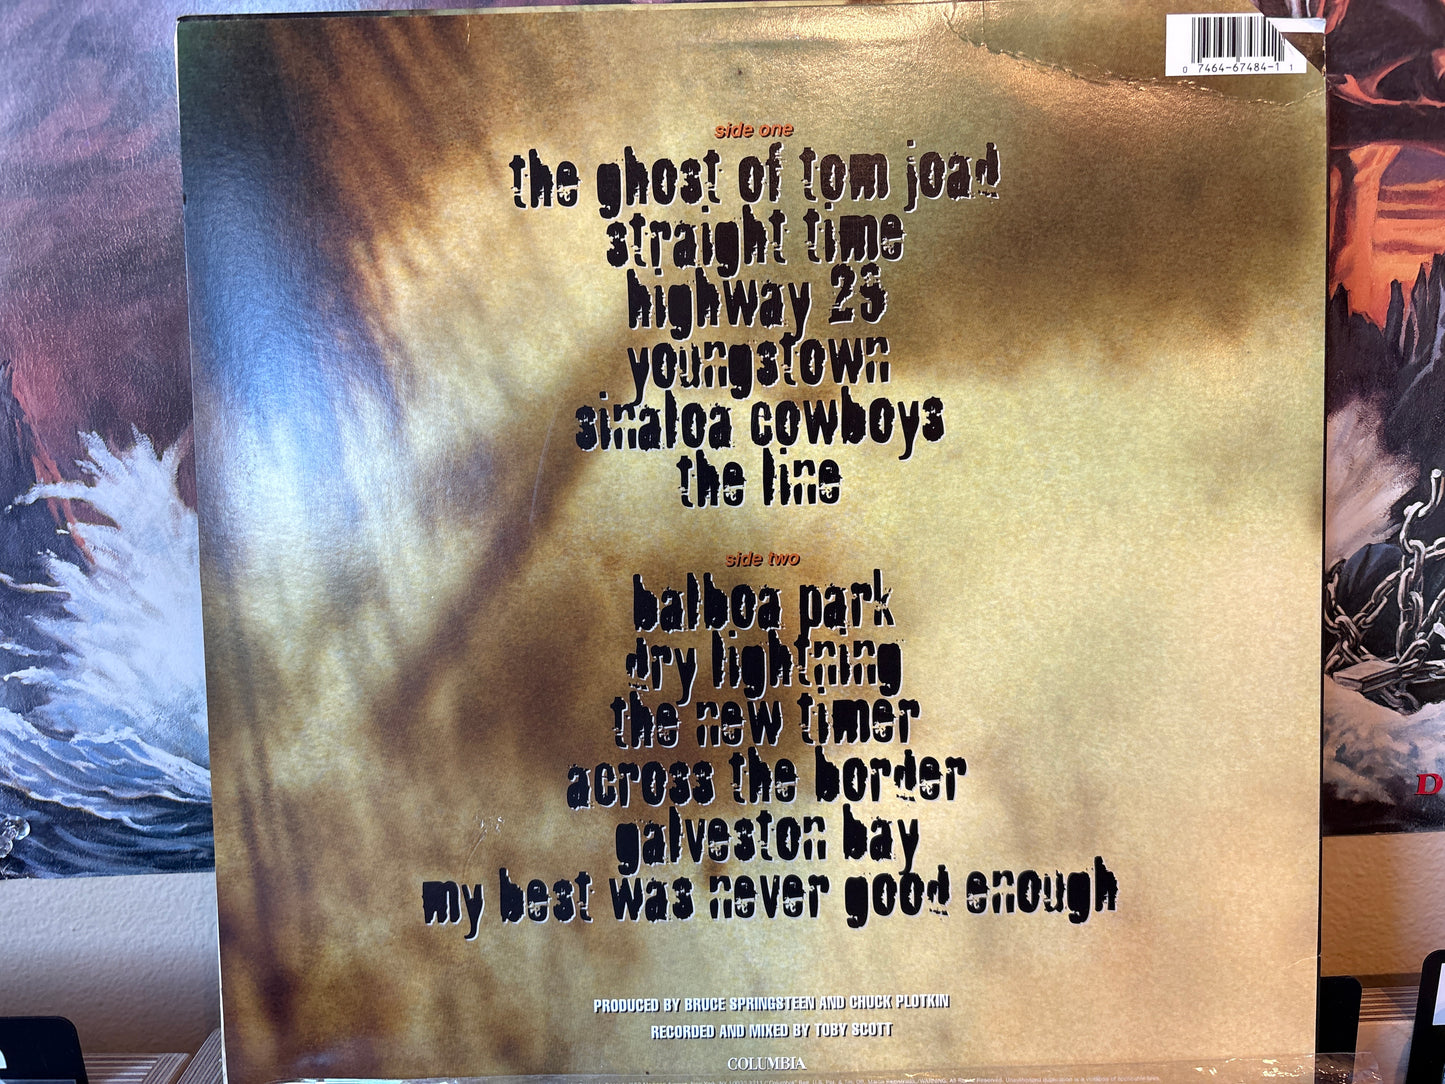 0 7464-67484-1 1
side one
the ghost of tom joad
straight time
highway 29
youngstown
sinaloa cowboys
the line
side two
balboa park
dry lightning
the new timer
across the border
galveston bay
my best was never good enough
PRODUCED BY BRUCE SPRINGSTEEN AND CHUCK PLOTKIN
RECORDED AND MIXED BY TOBY SCOTT
COLUMBIA
D